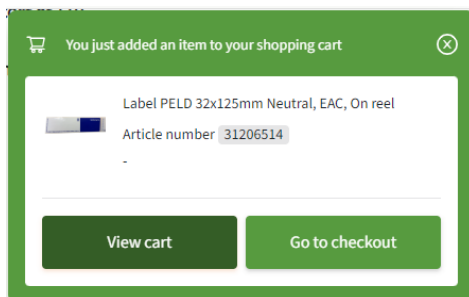 You just added an item to your shopping cart
Label PELD 32x125mm Neutral, EAC, On reel
Article number 31206514
-
View cart
Go to checkout